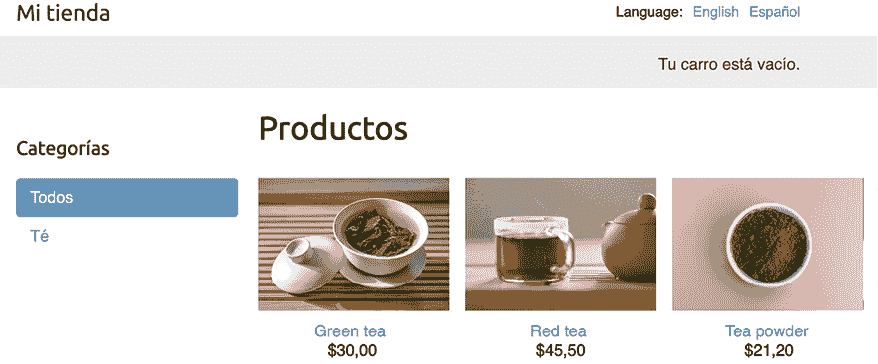 Mi tienda
Language: English Español
Tu carro está vacío.
Categorías
Todos
Té
Productos
Green tea
$30,00
Red tea
$45,50
Tea powder
$21,20